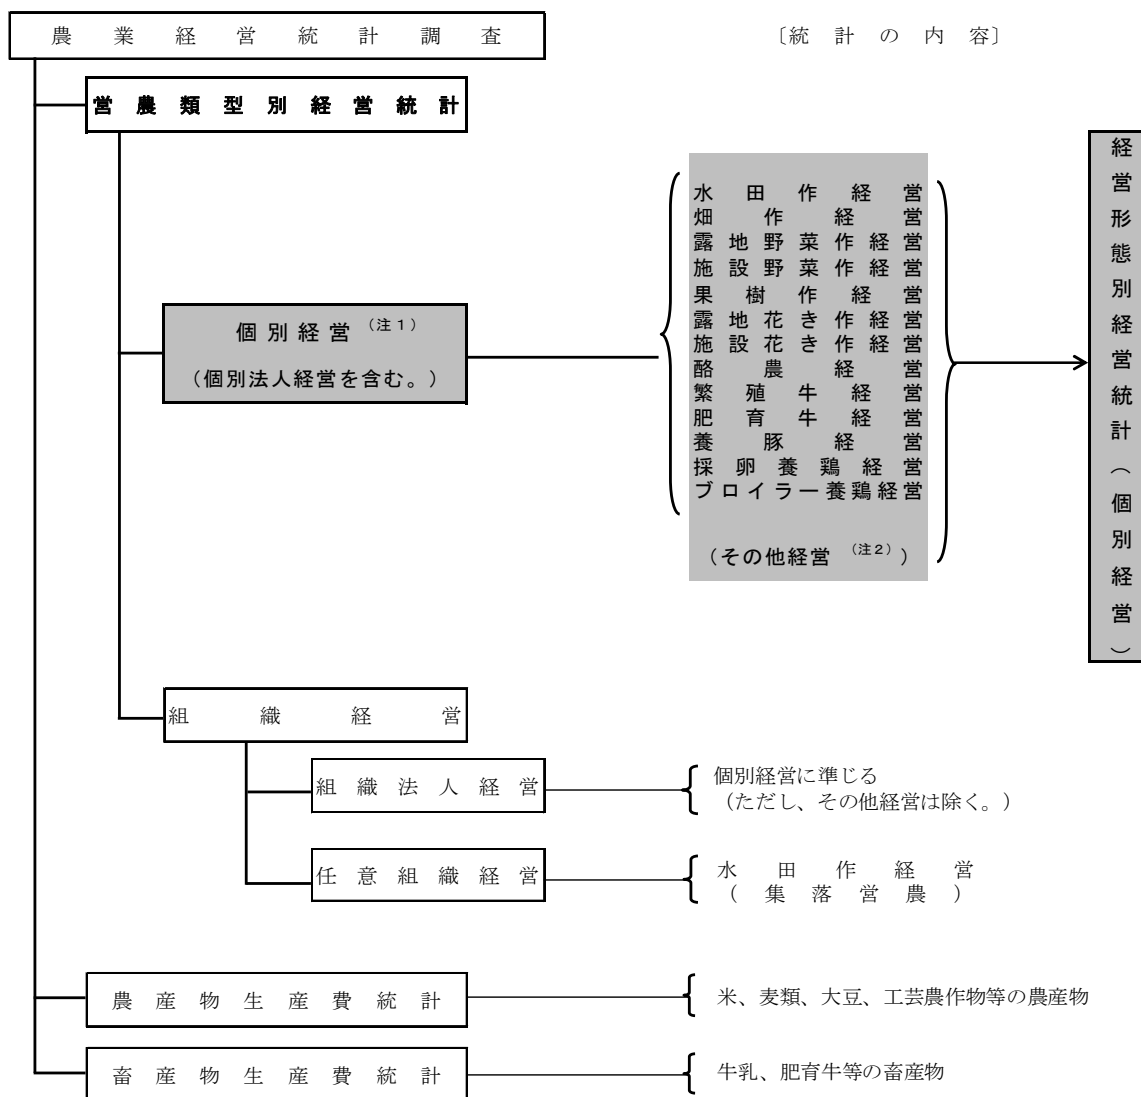 農業経営統計調査
〔統計の内容〕
営農類型別経営統計
個別経営（注１）
（個別法人経営を含む。）
水田作経営
畑作経営
露地野菜作経営
施設野菜作経営
果樹作経営
露地花き作経営
施設花き作経営
酪農経営
繁殖牛経営
肥育牛経営
養豚経営
採卵養鶏経営
ブロイラー養鶏経営
（その他経営（注２））
経営形態別経営統計（個別経営）
組織経営
組織法人経営
個別経営に準じる
（ただし、その他経営は除く。）
任意組織経営
水田作経営
（集落営農）
農産物生産費統計
米、麦類、大豆、工芸農作物等の農産物
畜産物生産費統計
牛乳、肥育牛等の畜産物